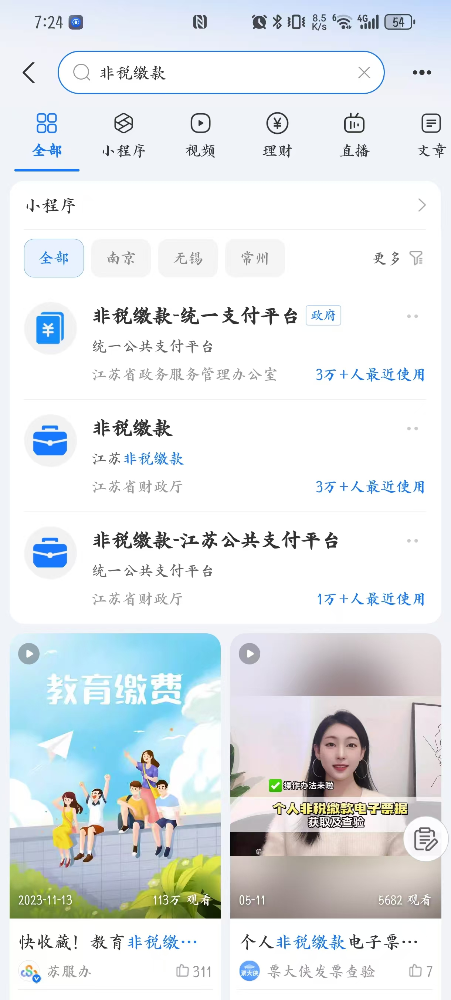 7:24
8.5 K/s
6
4G
54
非税缴款
全部
小程序
视频
理财
直播
文章
小程序
全部
南京
无锡
常州
更多
非税缴款-统一支付平台
政府
统一公共支付平台
江苏省政务服务管理办公室
3万+人最近使用
非税缴款
江苏非税缴款
江苏省财政厅
3万+人最近使用
非税缴款-江苏公共支付平台
统一公共支付平台
江苏省财政厅
1万+人最近使用
教育缴费
2023-11-13
113万 观看
快收藏！教育非税缴…
苏服办
311
操作办法来啦
个人非税缴款电子票据
获取及查验
05-11
5682 观看
个人非税缴款电子票…
票大侠
票大侠发票查验
7